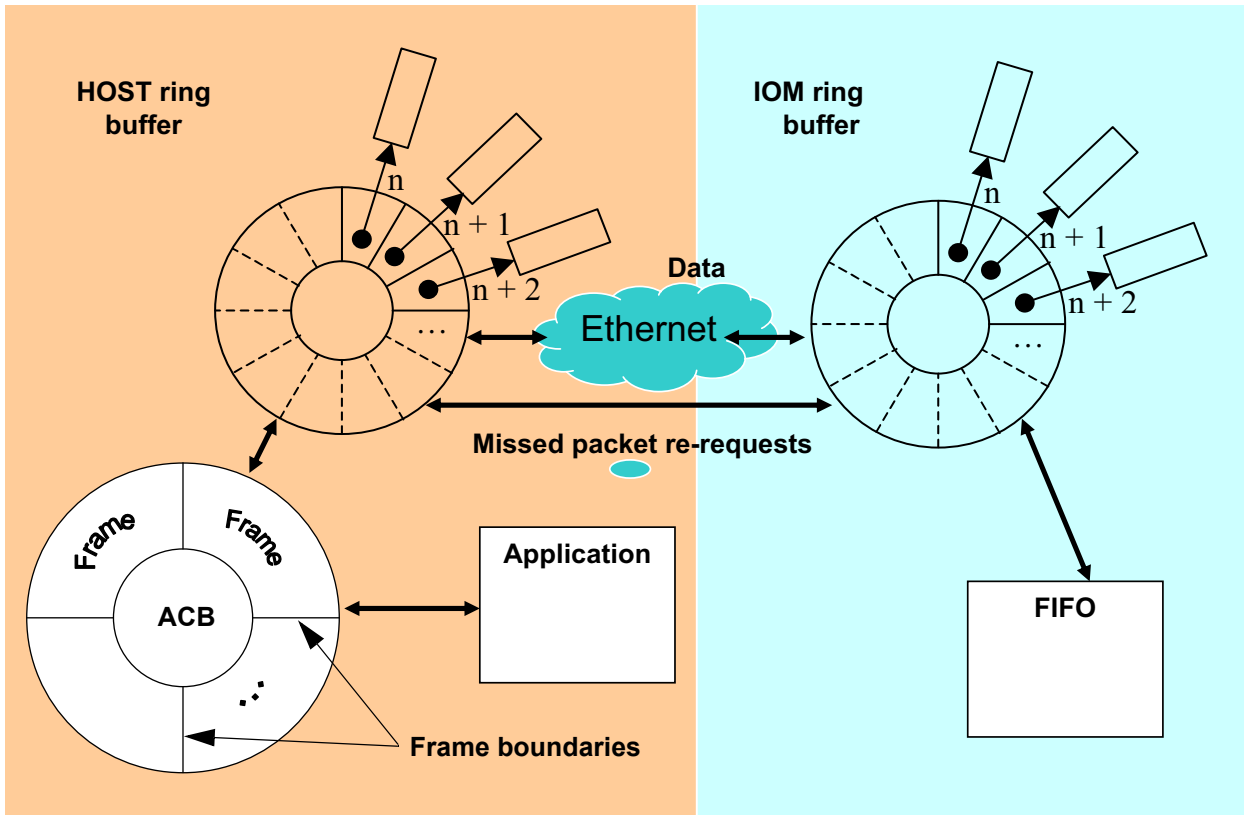 HOST ring
buffer
n
n + 1
n + 2
...
IOM ring
buffer
n
n + 1
n + 2
...
Data
Ethernet
Missed packet re-requests
Frame
Frame
ACB
...
Frame boundaries
Application
FIFO